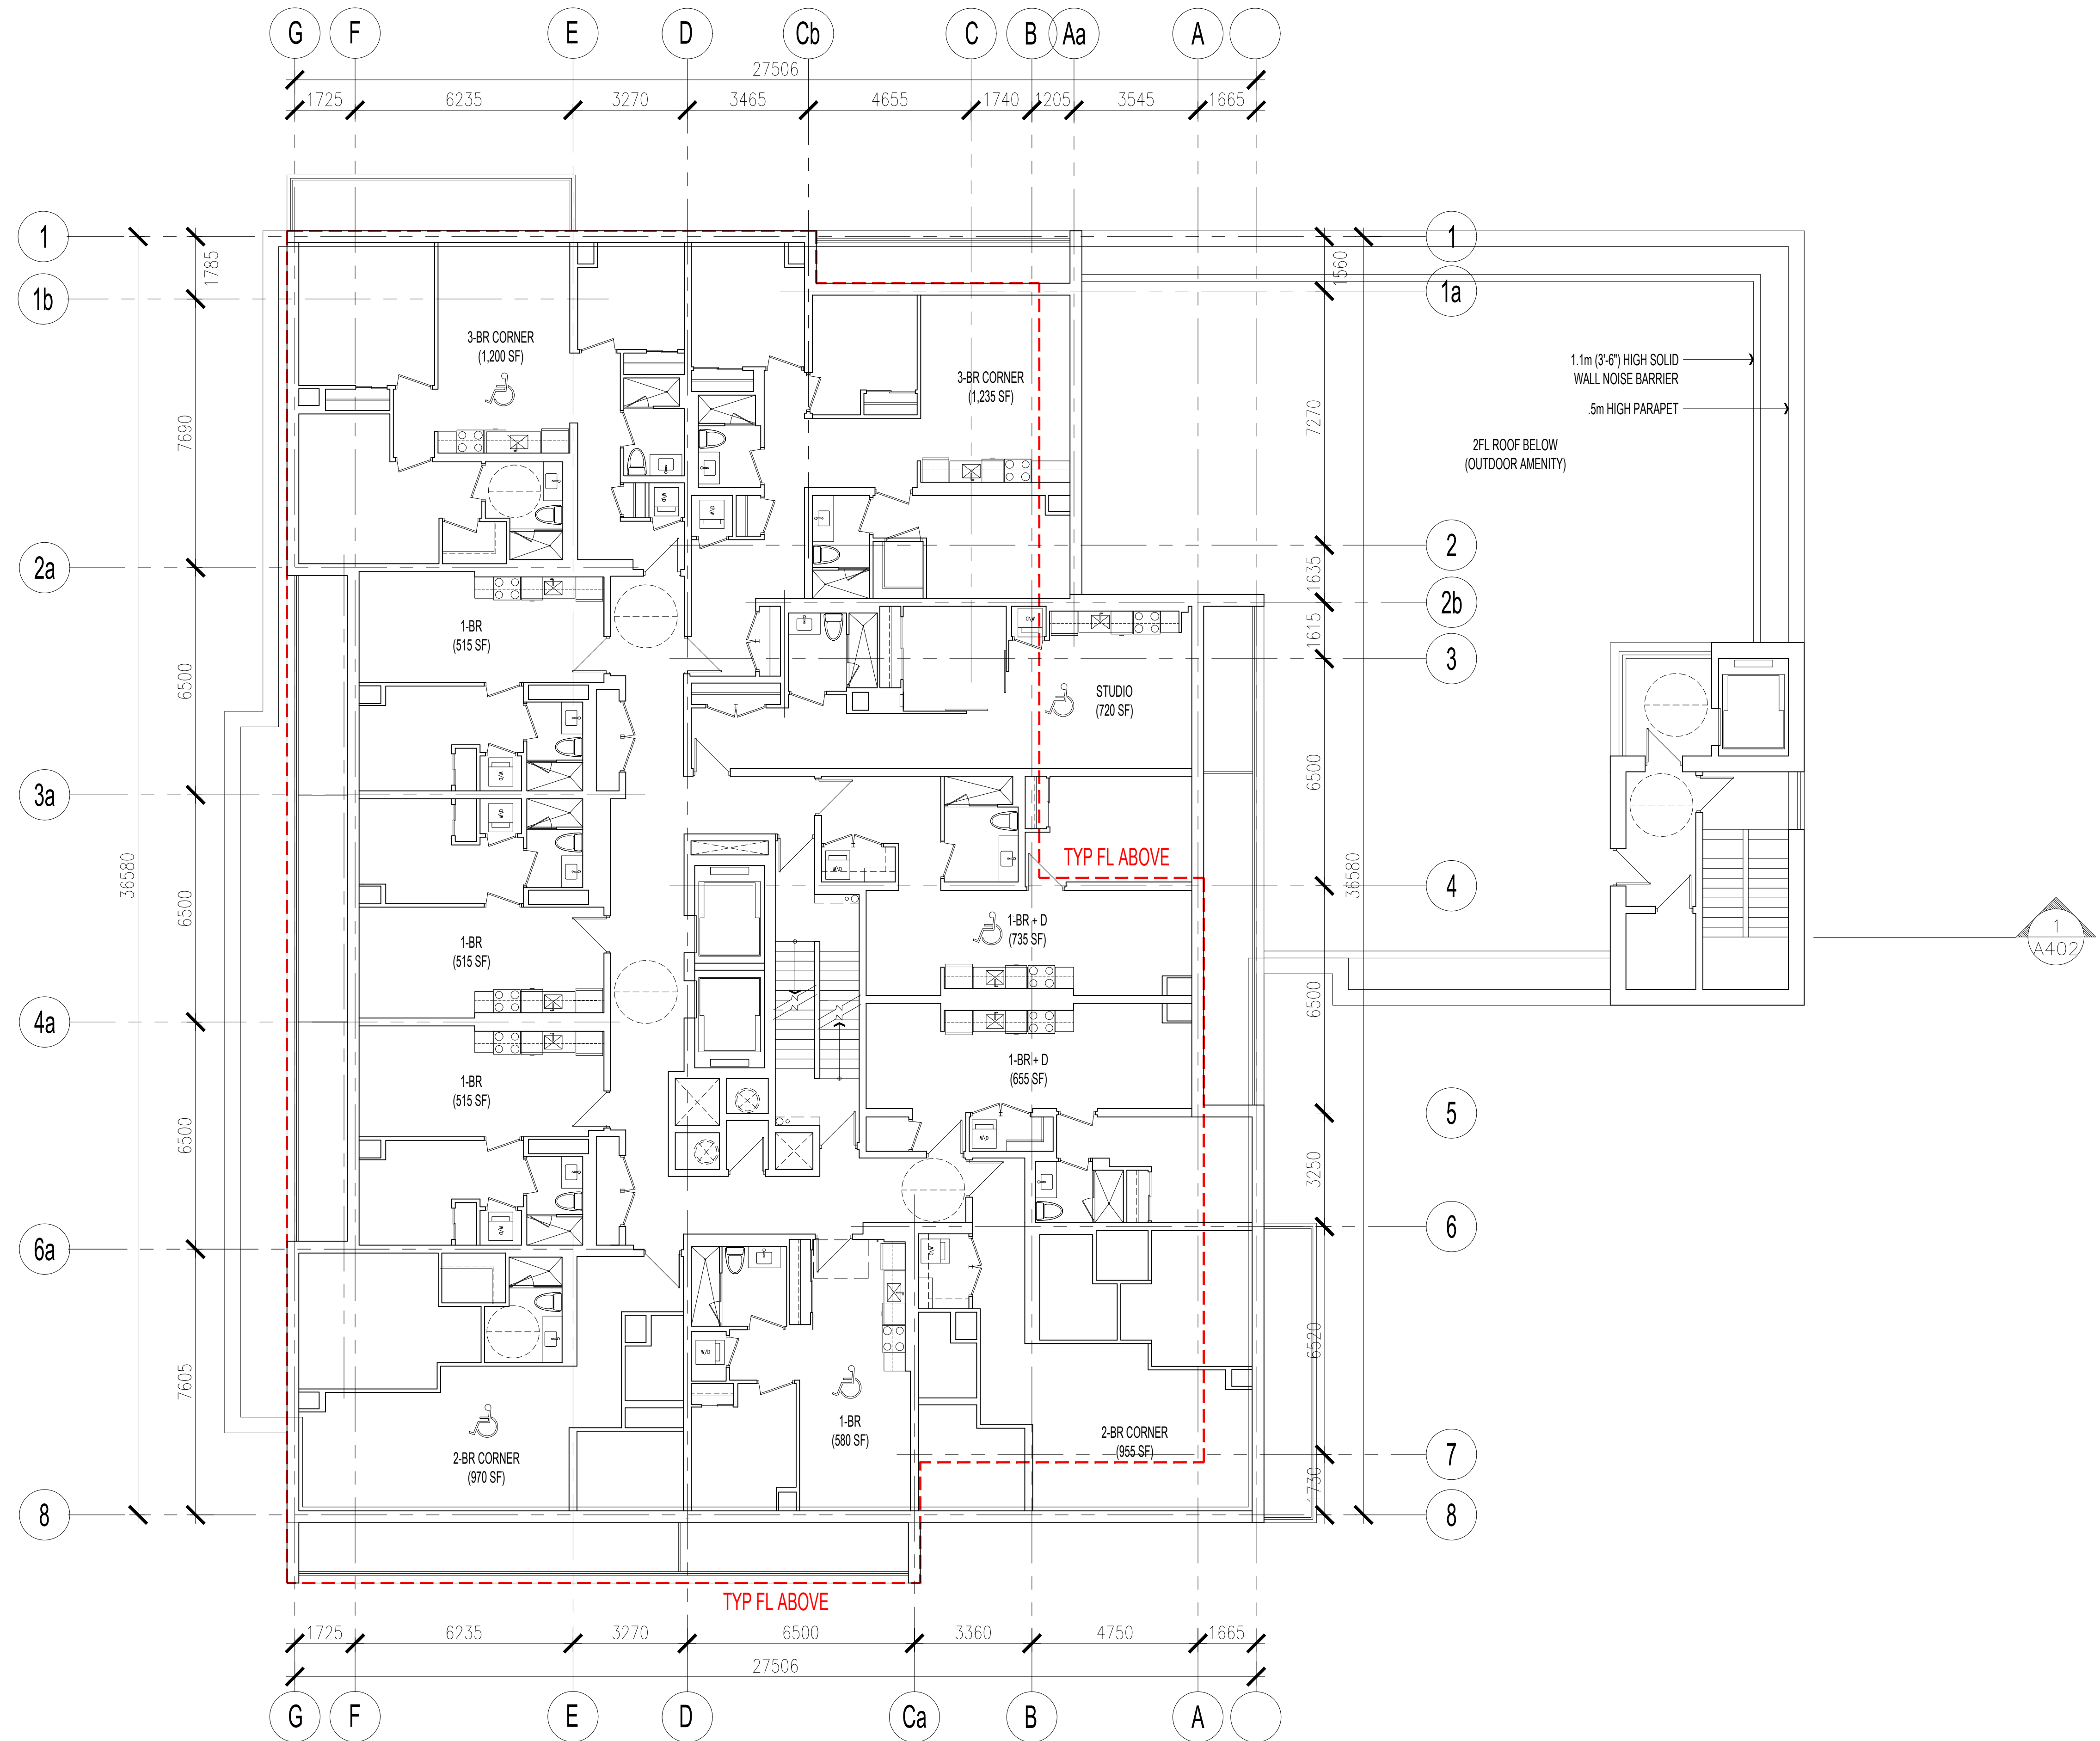 G F E D Cb C B Aa A
27506
1725 6235 3270 3465 4655 1740 1205 3545 1665
1 1
1785 1560
1b 1a
3-BR CORNER
(1,200 SF)
3-BR CORNER
(1,235 SF)
1.1m (3'-6") HIGH SOLID
WALL NOISE BARRIER
.5m HIGH PARAPET
2FL ROOF BELOW
(OUTDOOR AMENITY)
7690 7270
W/D W/D
2
2a
1635
2b
1-BR
(515 SF)
W/D
1615
3
6500
STUDIO
(720 SF)
W/D
6500
3a
W/D
TYP FL ABOVE
W/D
36580 36580
4
6500
1-BR
(515 SF)
1-BR + D
(735 SF)
1
A402
6500
4a
1-BR
(515 SF)
1-BR + D
(655 SF)
5
6500
W/D
3250
W/D
6
6a
W/D
W/D
6520
7605
1-BR
(580 SF)
2-BR CORNER
(970 SF)
2-BR CORNER
(955 SF)
7
1730
8 8
TYP FL ABOVE
1725 6235 3270 6500 3360 4750 1665
27506
G F E D Ca B A